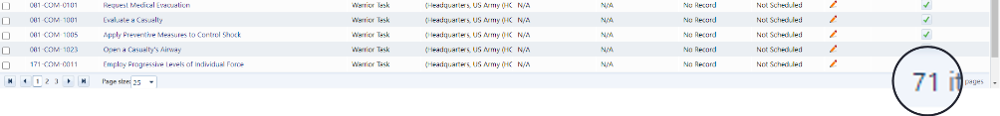 081-COM-0101 Request Medical Evacuation Warrior Task (Headquarters, US Army (HC N/A N/A No Record Not Scheduled
081-COM-1001 Evaluate a Casualty Warrior Task (Headquarters, US Army (HC N/A N/A No Record Not Scheduled
081-COM-1005 Apply Preventive Measures to Control Shock Warrior Task (Headquarters, US Army (HC N/A N/A No Record Not Scheduled
081-COM-1023 Open a Casualty's Airway Warrior Task (Headquarters, US Army (HC N/A N/A No Record Not Scheduled
171-COM-0011 Employ Progressive Levels of Individual Force Warrior Task (Headquarters, US Army (HC N/A N/A No Record Not Scheduled
1 2 3 Page size: 25 71 it pages